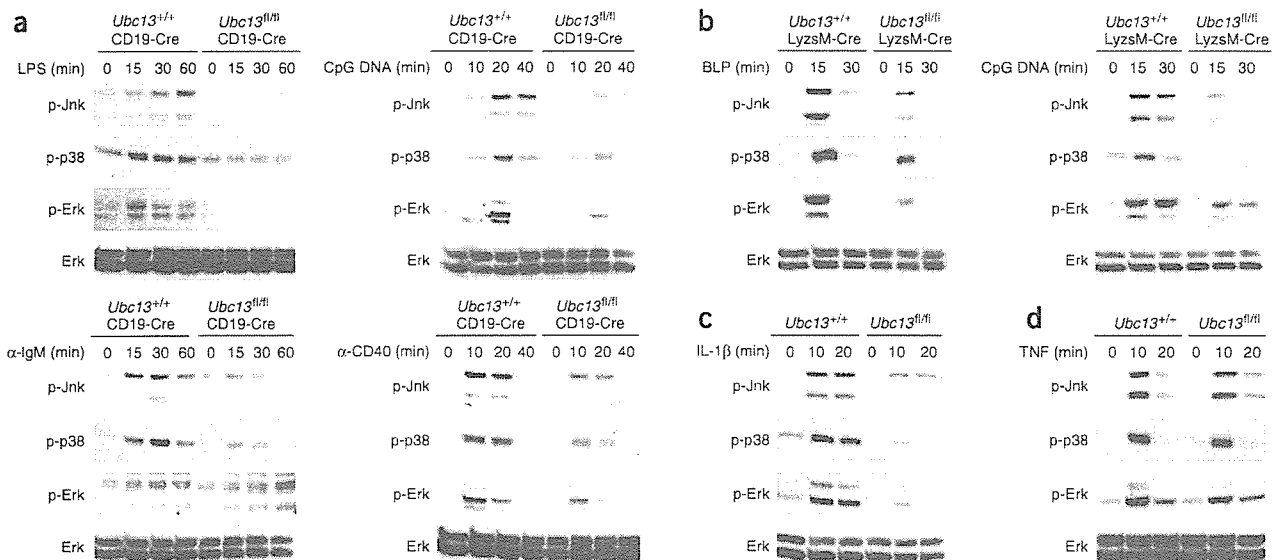 a
Ubc13+/+ Ubc13fl/fl
CD19-Cre CD19-Cre
LPS (min) 0 15 30 60 0 15 30 60
p-Jnk
p-p38
p-Erk
Erk
Ubc13+/+ Ubc13fl/fl
CD19-Cre CD19-Cre
CpG DNA (min) 0 10 20 40 0 10 20 40
p-Jnk
p-p38
p-Erk
Erk
Ubc13+/+ Ubc13fl/fl
CD19-Cre CD19-Cre
α-IgM (min) 0 15 30 60 0 15 30 60
p-Jnk
p-p38
p-Erk
Erk
Ubc13+/+ Ubc13fl/fl
CD19-Cre CD19-Cre
α-CD40 (min) 0 10 20 40 0 10 20 40
p-Jnk
p-p38
p-Erk
Erk
b
Ubc13+/+ Ubc13fl/fl
LyzsM-Cre LyzsM-Cre
BLP (min) 0 15 30 0 15 30
p-Jnk
p-p38
p-Erk
Erk
Ubc13+/+ Ubc13fl/fl
LyzsM-Cre LyzsM-Cre
CpG DNA (min) 0 15 30 0 15 30
p-Jnk
p-p38
p-Erk
Erk
c
Ubc13+/+ Ubc13fl/fl
IL-1β (min) 0 10 20 0 10 20
p-Jnk
p-p38
p-Erk
Erk
d
Ubc13+/+ Ubc13fl/fl
TNF (min) 0 10 20 0 10 20
p-Jnk
p-p38
p-Erk
Erk